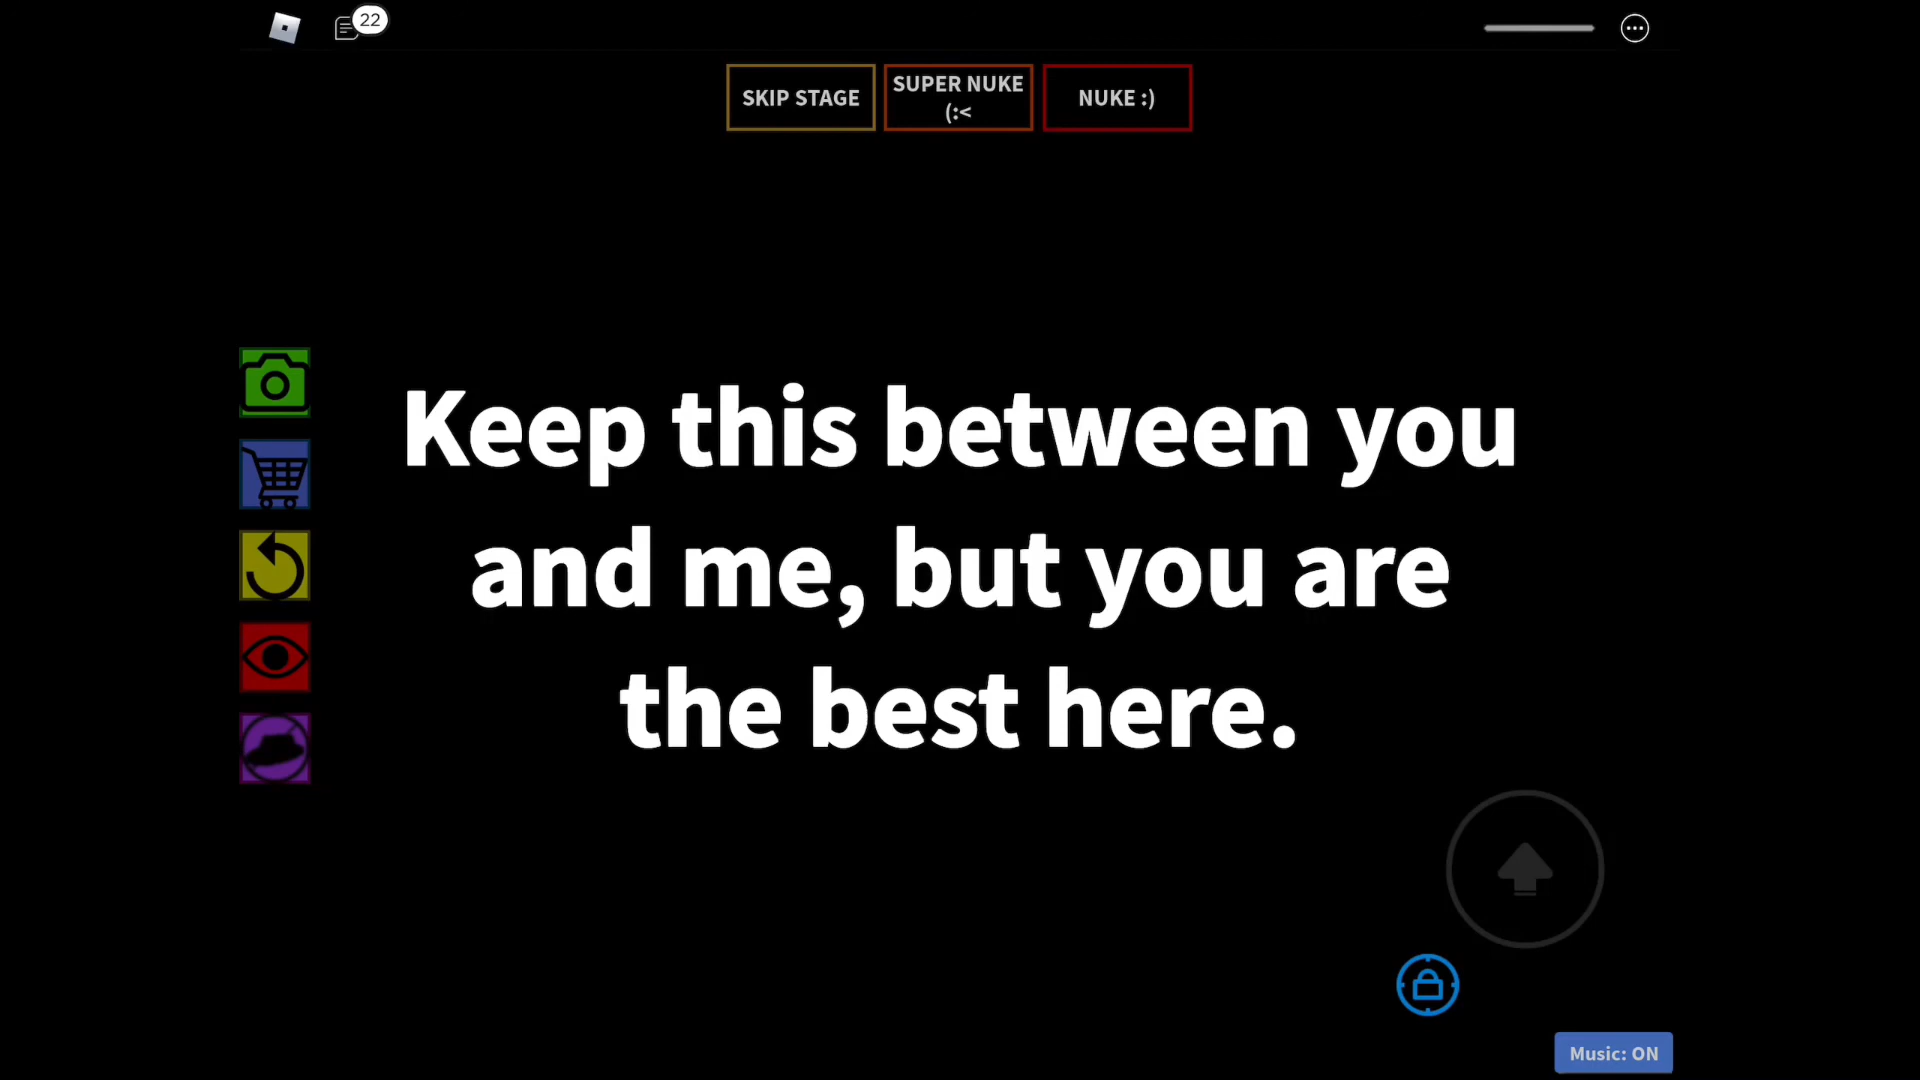 22
SKIP STAGE
SUPER NUKE
(:<
NUKE :)
Keep this between you
and me, but you are
the best here.
Music: ON